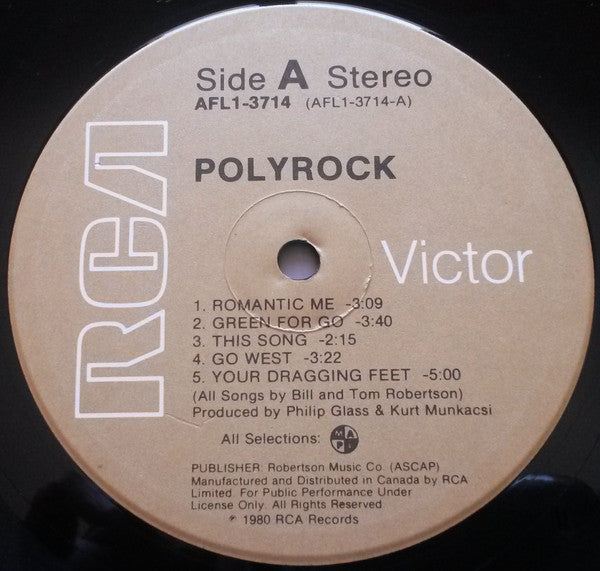 Side A Stereo
AFL1-3714 (AFL1-3714-A)
POLYROCK
RCA
Victor
1. ROMANTIC ME -3:09
2. GREEN FOR GO -3:40
3. THIS SONG -2:15
4. GO WEST -3:22
5. YOUR DRAGGING FEET -5:00
(All Songs by Bill and Tom Robertson)
Produced by Philip Glass & Kurt Munkacsi
All Selections: MAPL
PUBLISHER: Robertson Music Co. (ASCAP)
Manufactured and Distributed in Canada by RCA
Limited. For Public Performance Under
License Only. All Rights Reserved
℗ 1980 RCA Records